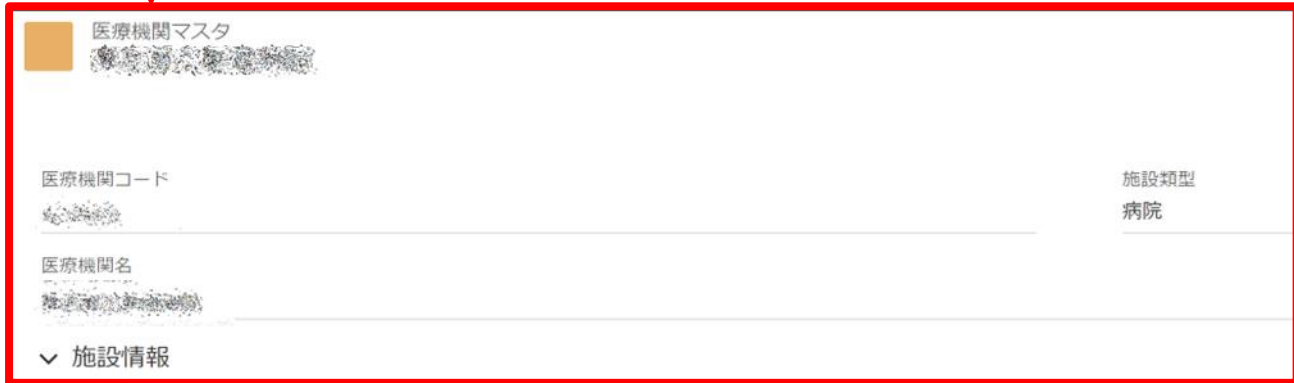 医療機関マスタ
医療機関コード
施設類型
病院
医療機関名
施設情報